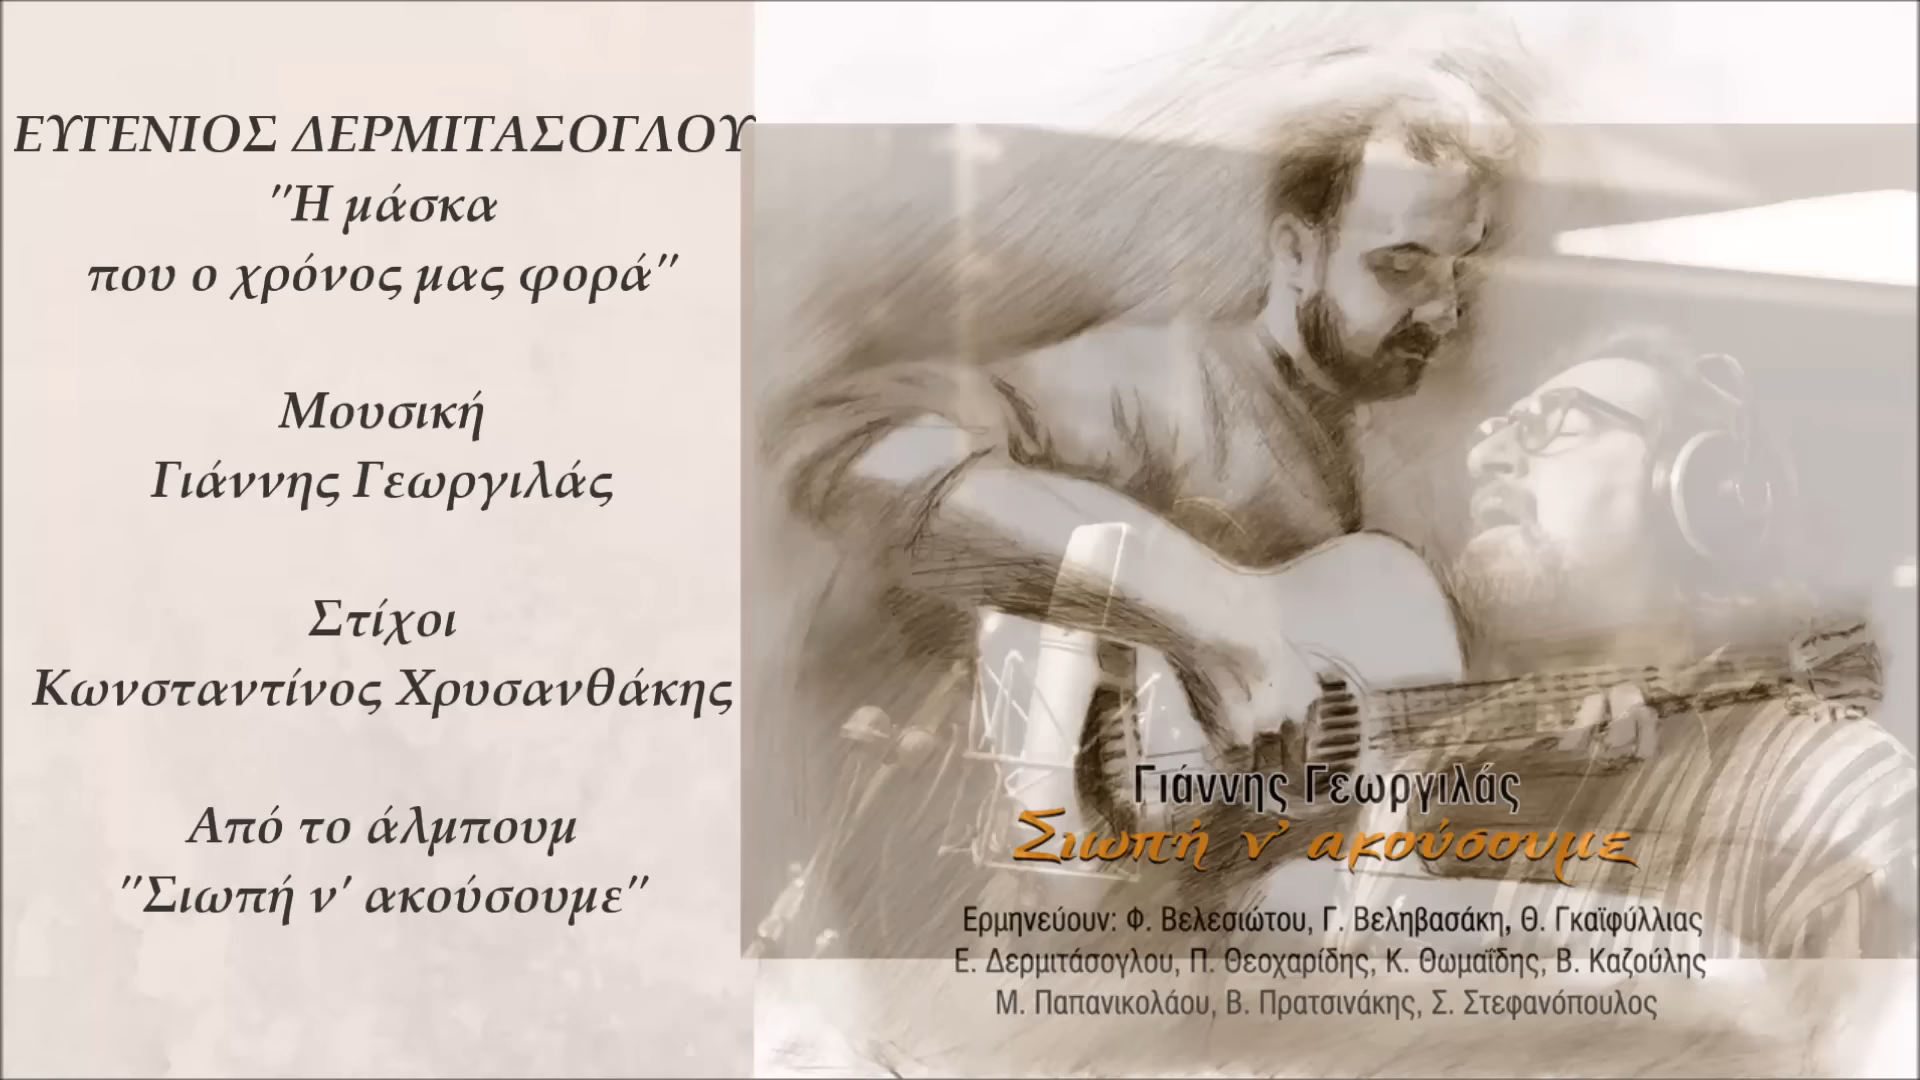 ΕΥΓΕΝΙΟΣ ΔΕΡΜΙΤΑΣΟΓΛΟΥ
"Η μάσκα
που ο χρόνος μας φορά"
Μουσική
Γιάννης Γεωργιλάς
Στίχοι
Κωνσταντίνος Χρυσανθάκης
Από το άλμπουμ
"Σιωπή ν' ακούσουμε"
Γιάννης Γεωργιλάς
Σιωπή ν' ακούσουμε
Ερμηνεύουν: Φ. Βελεσιώτου, Γ. Βεληβασάκη, Θ. Γκαϊφύλλιας
Ε. Δερμιτάσογλου, Π. Θεοχαρίδης, Κ. Θωμαΐδης, Β. Καζούλης
Μ. Παπανικολάου, Β. Πρατσινάκης, Σ. Στεφανόπουλος